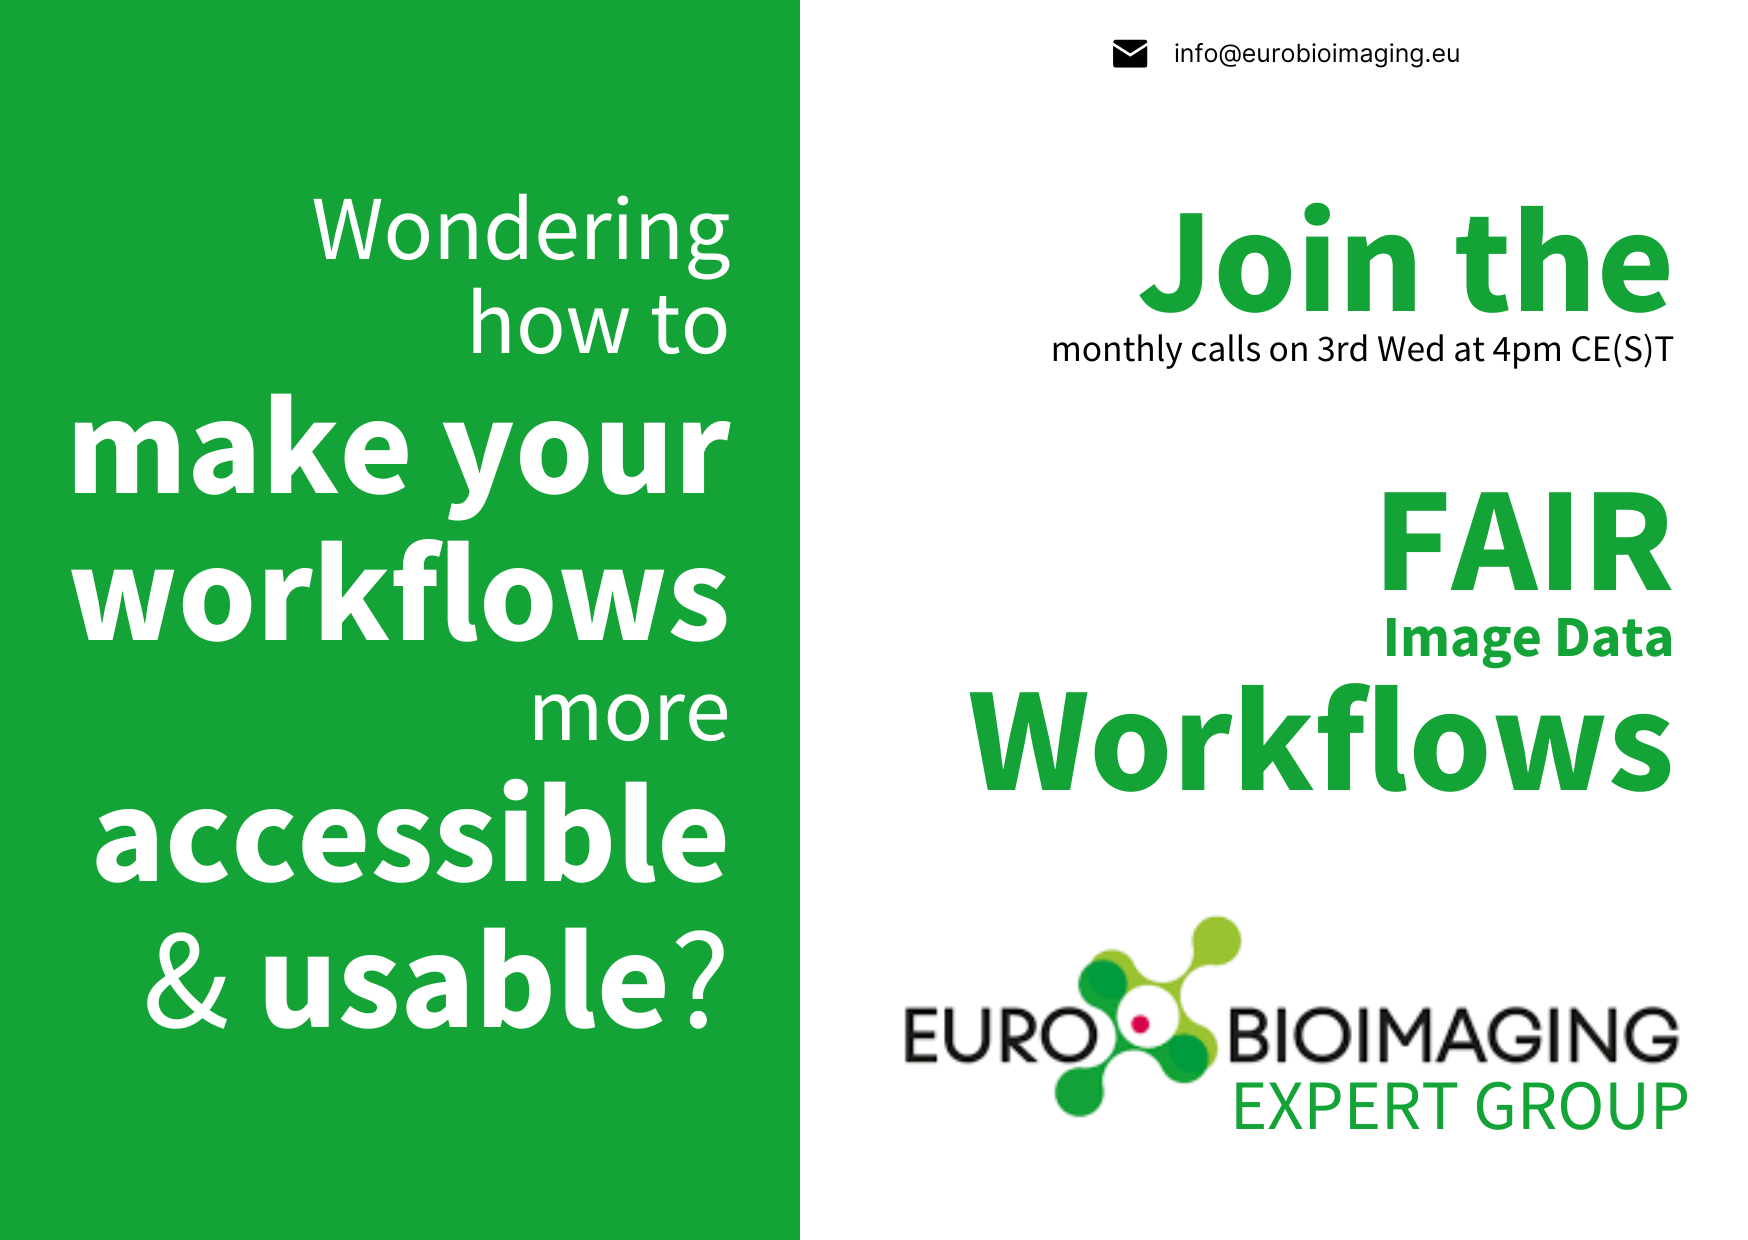 Wondering
how to
make your
workflows
more
accessible
& usable?
info@eurobioimaging.eu
Join the
monthly calls on 3rd Wed at 4pm CE(S)T
FAIR
Image Data
Workflows
EURO BIOIMAGING
EXPERT GROUP